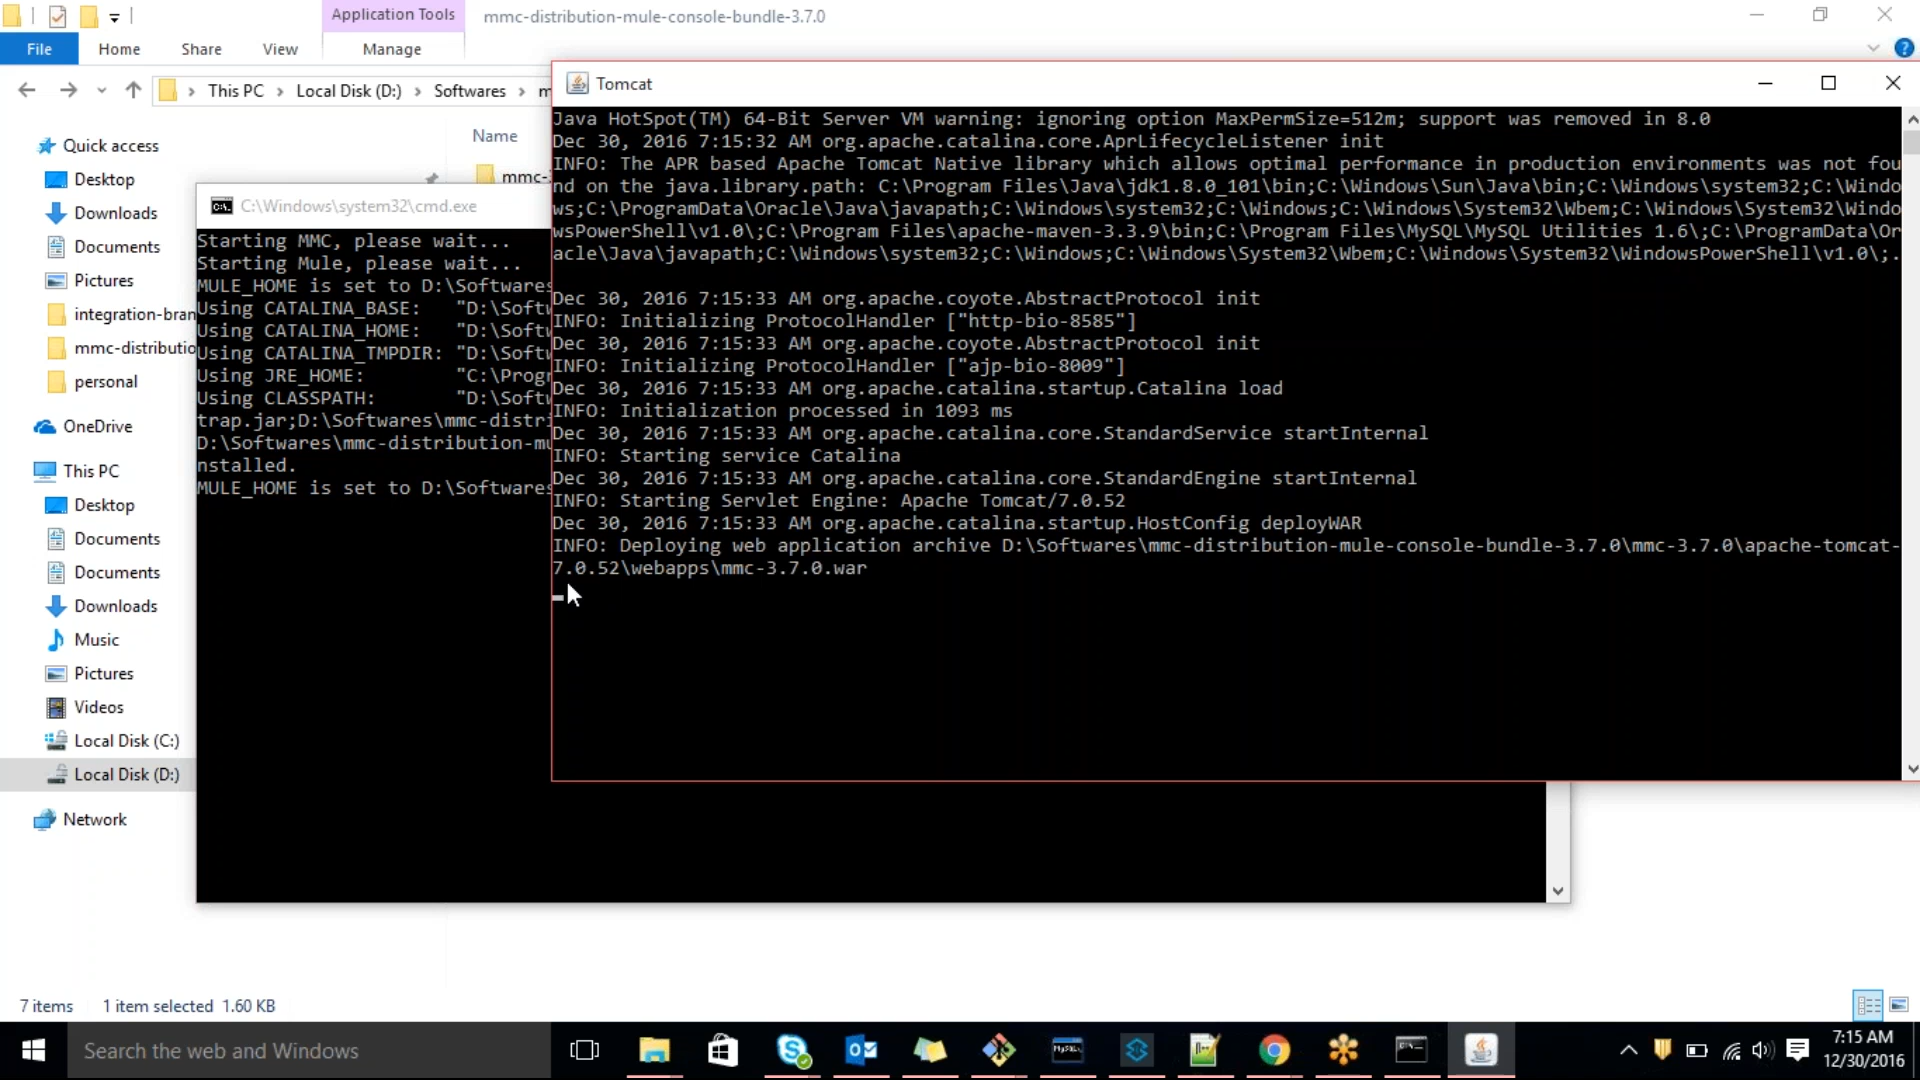 Application Tools
mmc-distribution-mule-console-bundle-3.7.0
File
Home
Share
View
Manage
This PC
Local Disk (D:)
Softwares
Name
Quick access
Desktop
Downloads
Documents
Pictures
integration-bran
mmc-distributio
personal
OneDrive
This PC
Desktop
Documents
Documents
Downloads
Music
Pictures
Videos
Local Disk (C:)
Local Disk (D:)
Network
C:\Windows\system32\cmd.exe
Starting MMC, please wait...
Starting Mule, please wait...
MULE_HOME is set to D:\Softwares
Using CATALINA_BASE:   "D:\Softw
Using CATALINA_HOME:   "D:\Softw
Using CATALINA_TMPDIR: "D:\Softw
Using JRE_HOME:        "C:\Progr
Using CLASSPATH:       "D:\Softw
trap.jar;D:\Softwares\mmc-distri
D:\Softwares\mmc-distribution-mu
nstalled.
MULE_HOME is set to D:\Softwares
Tomcat
Java HotSpot(TM) 64-Bit Server VM warning: ignoring option MaxPermSize=512m; support was removed in 8.0
Dec 30, 2016 7:15:32 AM org.apache.catalina.core.AprLifecycleListener init
INFO: The APR based Apache Tomcat Native library which allows optimal performance in production environments was not fou
nd on the java.library.path: C:\Program Files\Java\jdk1.8.0_101\bin;C:\Windows\Sun\Java\bin;C:\Windows\system32;C:\Windo
ws;C:\ProgramData\Oracle\Java\javapath;C:\Windows\system32;C:\Windows;C:\Windows\System32\Wbem;C:\Windows\System32\Windo
wsPowerShell\v1.0\;C:\Program Files\apache-maven-3.3.9\bin;C:\Program Files\MySQL\MySQL Utilities 1.6\;C:\ProgramData\Or
acle\Java\javapath;C:\Windows\system32;C:\Windows;C:\Windows\System32\Wbem;C:\Windows\System32\WindowsPowerShell\v1.0\;.
Dec 30, 2016 7:15:33 AM org.apache.coyote.AbstractProtocol init
INFO: Initializing ProtocolHandler ["http-bio-8585"]
Dec 30, 2016 7:15:33 AM org.apache.coyote.AbstractProtocol init
INFO: Initializing ProtocolHandler ["ajp-bio-8009"]
Dec 30, 2016 7:15:33 AM org.apache.catalina.startup.Catalina load
INFO: Initialization processed in 1093 ms
Dec 30, 2016 7:15:33 AM org.apache.catalina.core.StandardService startInternal
INFO: Starting service Catalina
Dec 30, 2016 7:15:33 AM org.apache.catalina.core.StandardEngine startInternal
INFO: Starting Servlet Engine: Apache Tomcat/7.0.52
Dec 30, 2016 7:15:33 AM org.apache.catalina.startup.HostConfig deployWAR
INFO: Deploying web application archive D:\Softwares\mmc-distribution-mule-console-bundle-3.7.0\mmc-3.7.0\apache-tomcat-
7.0.52\webapps\mmc-3.7.0.war
7 items
1 item selected  1.60 KB
Search the web and Windows
MySQL
7:15 AM
12/30/2016